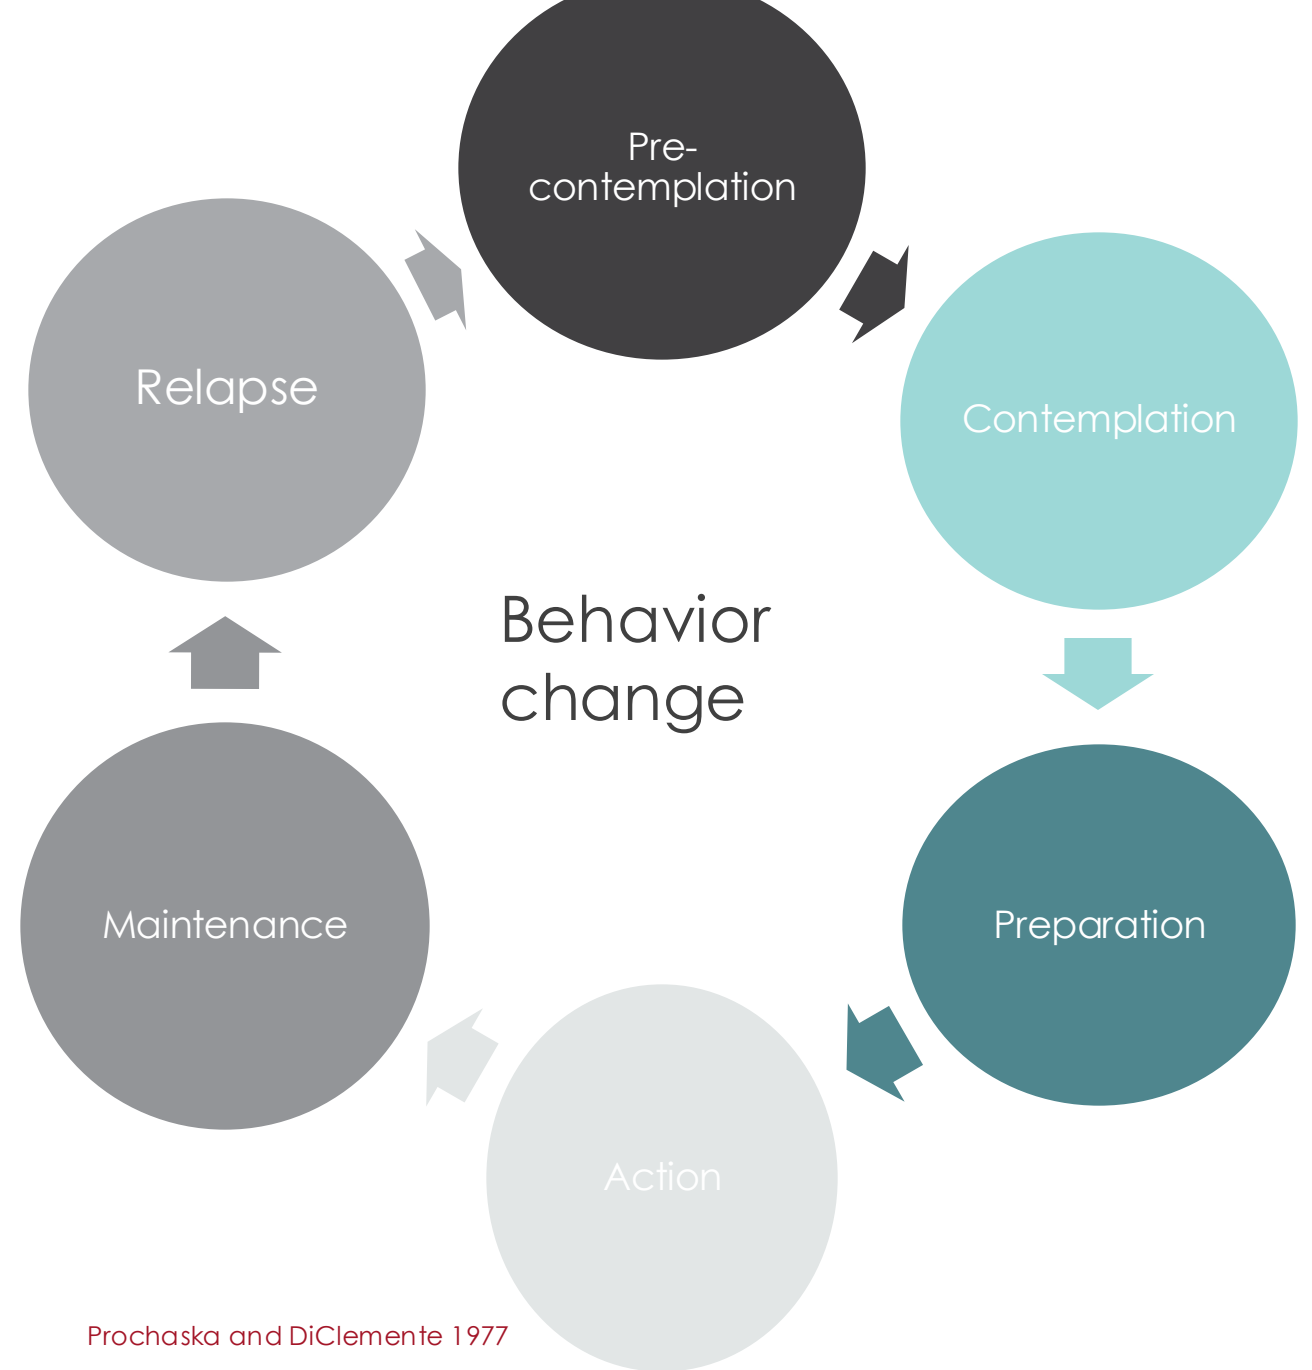 Pre-
contemplation
Contemplation
Preparation
Action
Maintenance
Relapse
Behavior
change
Prochaska and DiClemente 1977